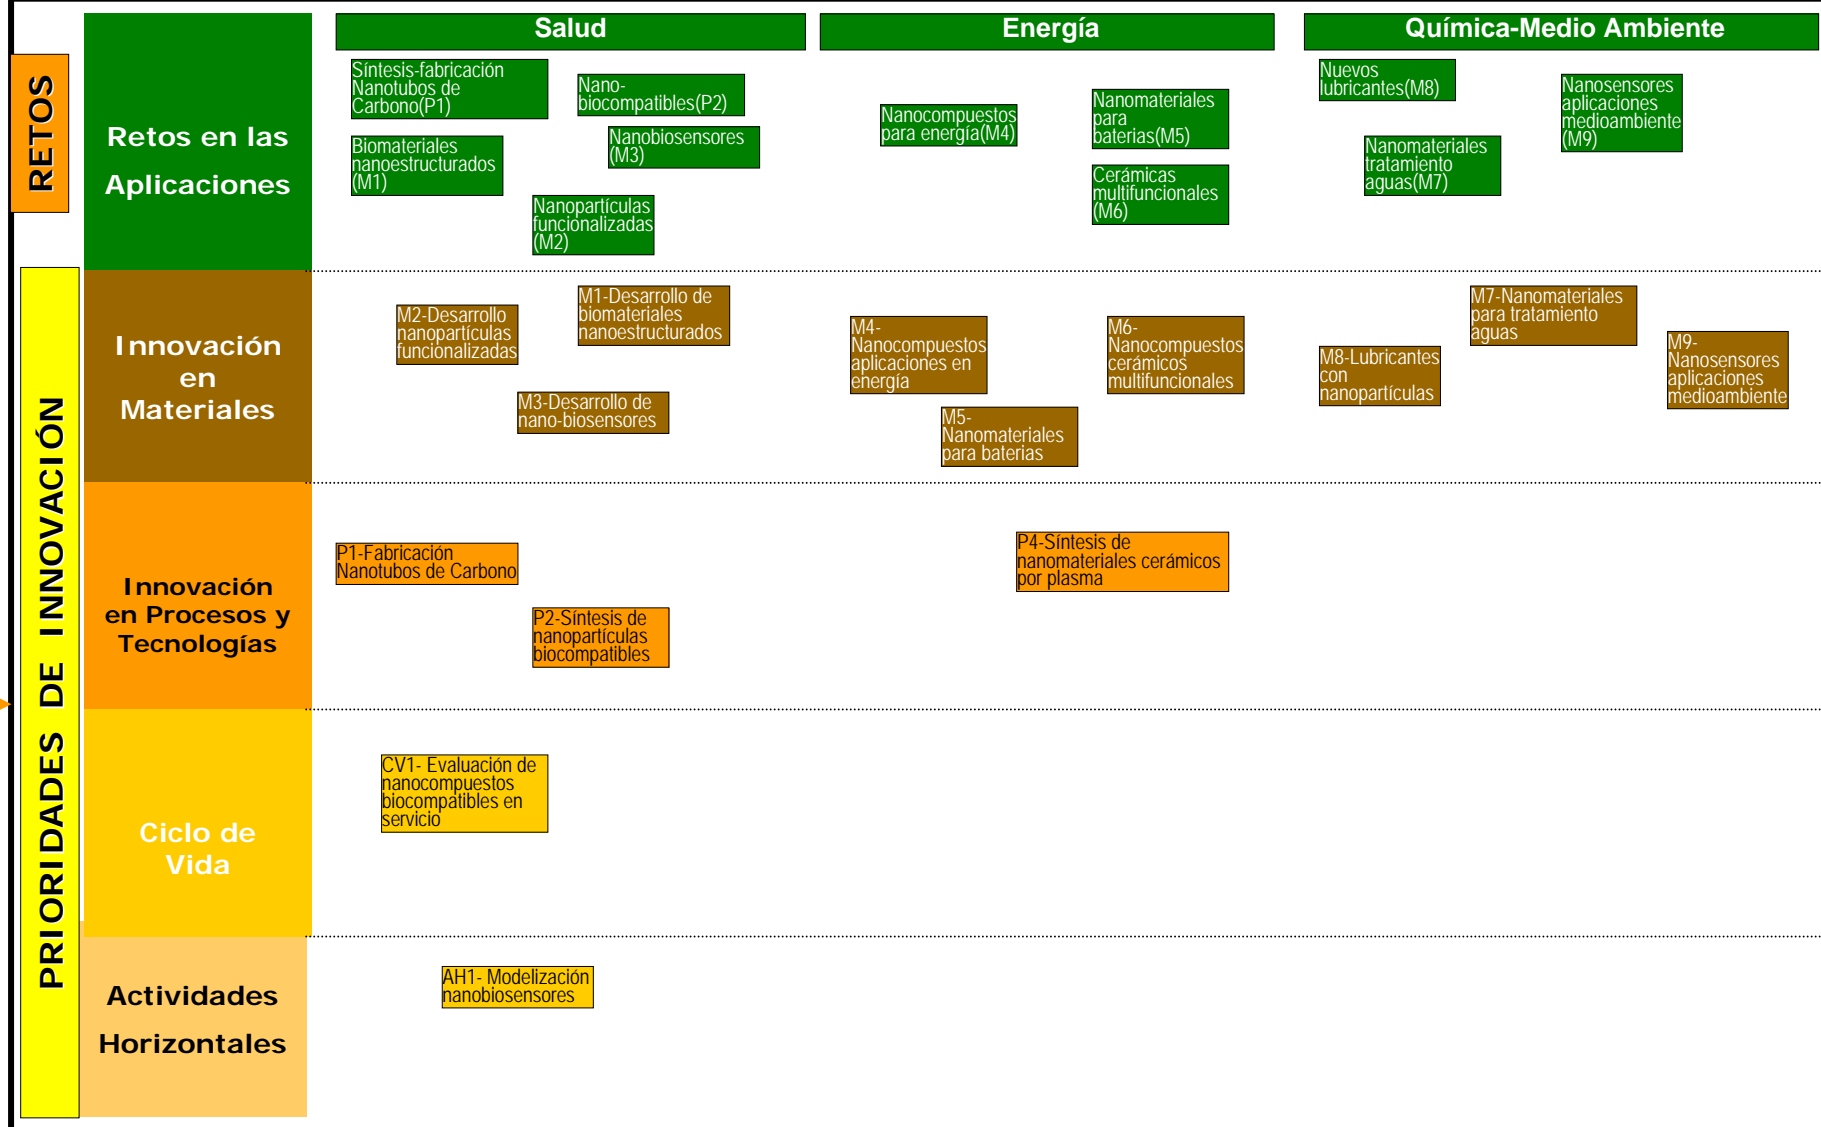 Salud
Energía
Química-Medio Ambiente
RETOS
Retos en las
Aplicaciones
Síntesis-fabricación
Nanotubos de
Carbono(P1)
Nano-
biocompatibles(P2)
Biomateriales
nanoestructurados
(M1)
Nanobiosensores
(M3)
Nanopartículas
funcionalizadas
(M2)
Nanocompuestos
para energía(M4)
Nanomateriales
para
baterias(M5)
Cerámicas
multifuncionales
(M6)
Nuevos
lubricantes(M8)
Nanomateriales
tratamiento
aguas(M7)
Nanosensores
aplicaciones
medioambiente
(M9)
PRIORIDADES DE INNOVACIÓN
Innovación
en
Materiales
M2-Desarrollo
nanopartículas
funcionalizadas
M1-Desarrollo de
biomateriales
nanoestructurados
M3-Desarrollo de
nano-biosensores
M4-
Nanocompuestos
aplicaciones en
energía
M5-
Nanomateriales
para baterias
M6-
Nanocompuestos
cerámicos
multifuncionales
M8-Lubricantes
con
nanopartículas
M7-Nanomateriales
para tratamiento
aguas
M9-
Nanosensores
aplicaciones
medioambiente
Innovación
en Procesos y
Tecnologías
P1-Fabricación
Nanotubos de Carbono
P2-Síntesis de
nanopartículas
biocompatibles
P4-Síntesis de
nanomateriales cerámicos
por plasma
Ciclo de
Vida
CV1- Evaluación de
nanocompuestos
biocompatibles en
servicio
Actividades
Horizontales
AH1- Modelización
nanobiosensores